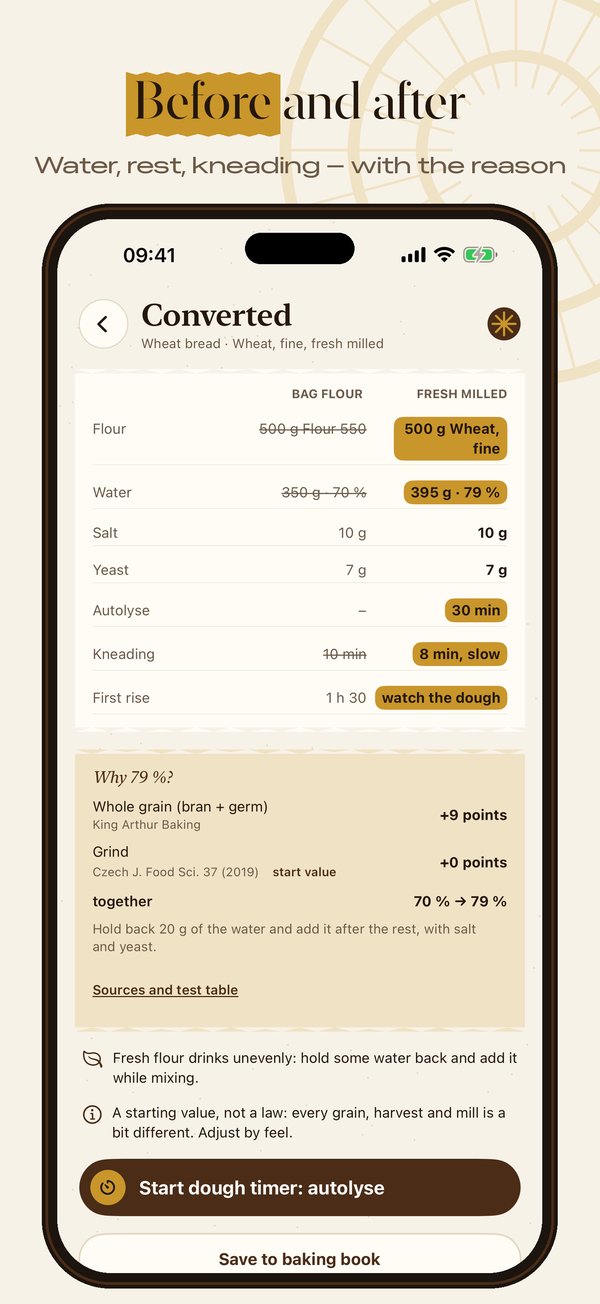 Before and after
Water, rest, kneading – with the reason
09:41
Converted
Wheat bread · Wheat, fine, fresh milled
BAG FLOUR FRESH MILLED
Flour 500 g Flour 550 500 g Wheat,
fine
Water 350 g · 70 % 395 g · 79 %
Salt 10 g 10 g
Yeast 7 g 7 g
Autolyse – 30 min
Kneading 10 min 8 min, slow
First rise 1 h 30 watch the dough
Why 79 %?
Whole grain (bran + germ) +9 points
King Arthur Baking
Grind +0 points
Czech J. Food Sci. 37 (2019) start value
together 70 % → 79 %
Hold back 20 g of the water and add it after the rest, with salt
and yeast.
Sources and test table
Fresh flour drinks unevenly: hold some water back and add it
while mixing.
A starting value, not a law: every grain, harvest and mill is a
bit different. Adjust by feel.
Start dough timer: autolyse
Save to baking book